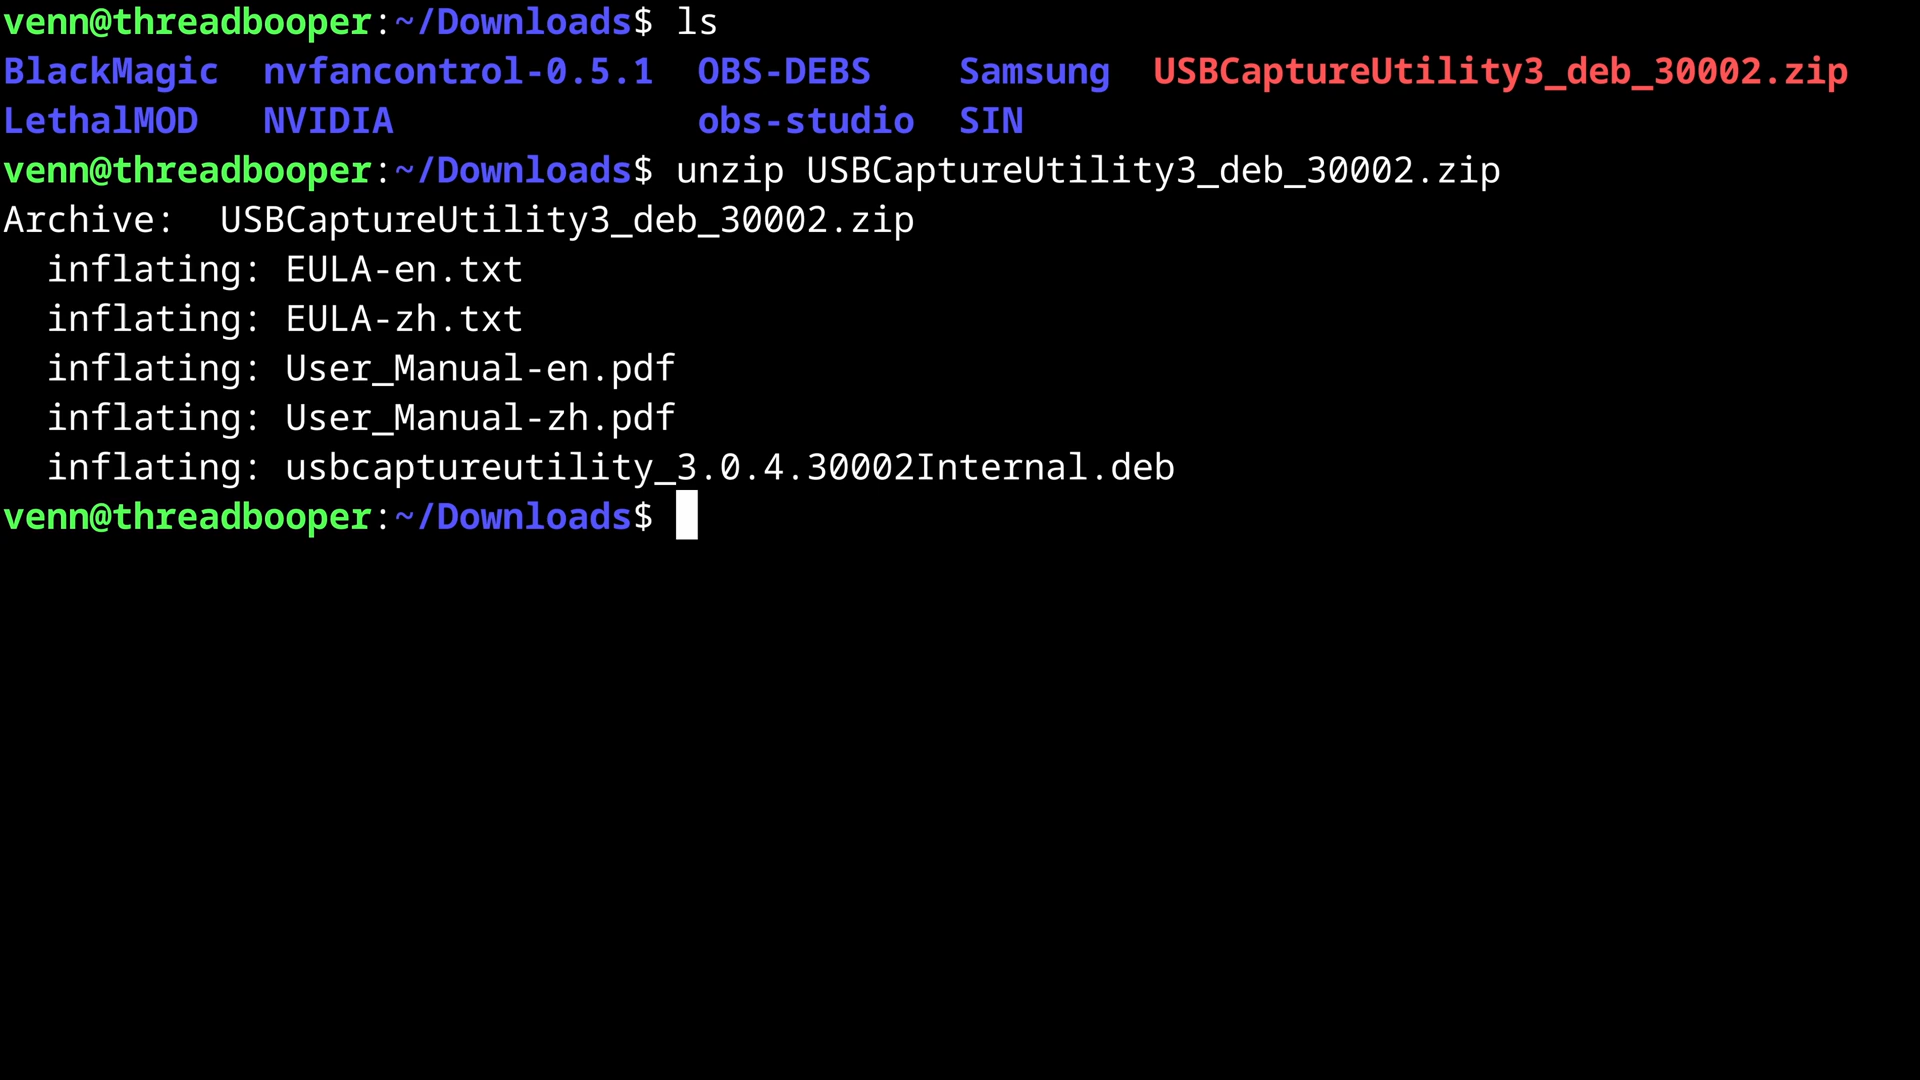 venn@threadbooper:~/Downloads$ ls
BlackMagic  nvfancontrol-0.5.1  OBS-DEBS    Samsung  USBCaptureUtility3_deb_30002.zip
LethalMOD   NVIDIA              obs-studio  SIN
venn@threadbooper:~/Downloads$ unzip USBCaptureUtility3_deb_30002.zip
Archive:  USBCaptureUtility3_deb_30002.zip
  inflating: EULA-en.txt
  inflating: EULA-zh.txt
  inflating: User_Manual-en.pdf
  inflating: User_Manual-zh.pdf
  inflating: usbcaptureutility_3.0.4.30002Internal.deb
venn@threadbooper:~/Downloads$